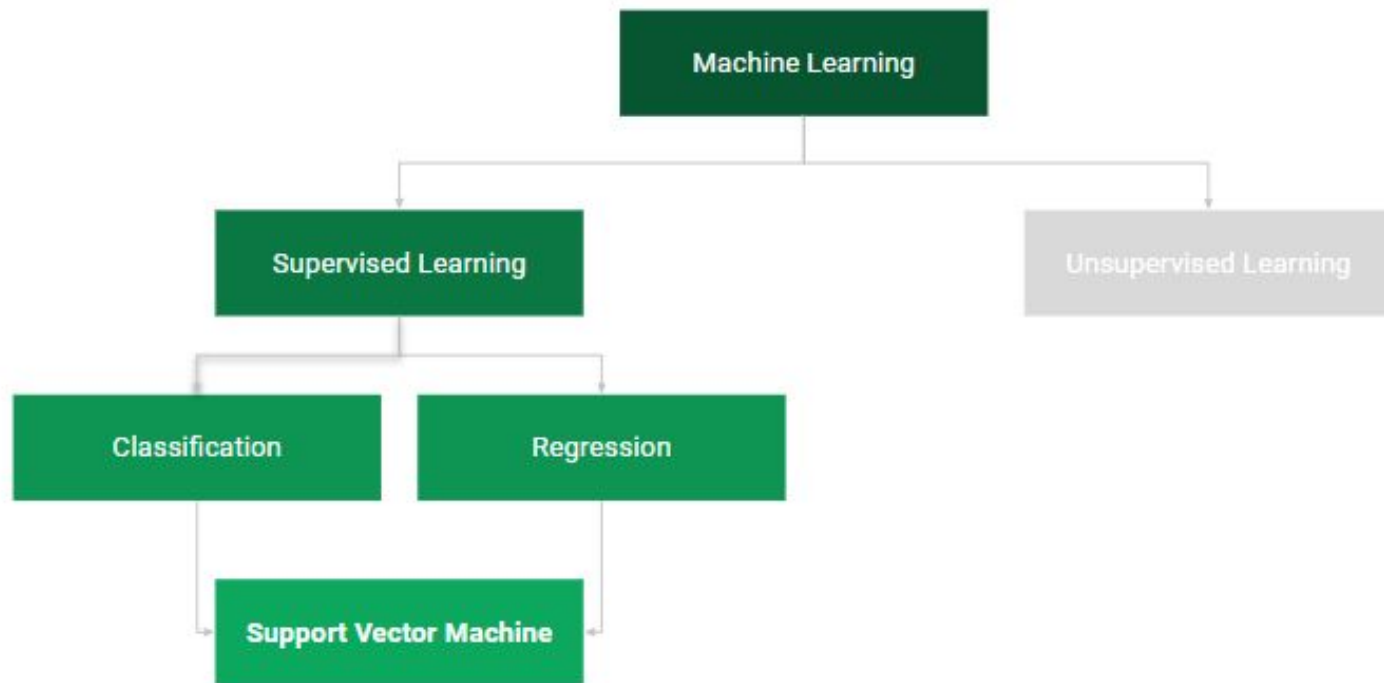 Machine Learning
Supervised Learning
Unsupervised Learning
Classification
Regression
Support Vector Machine